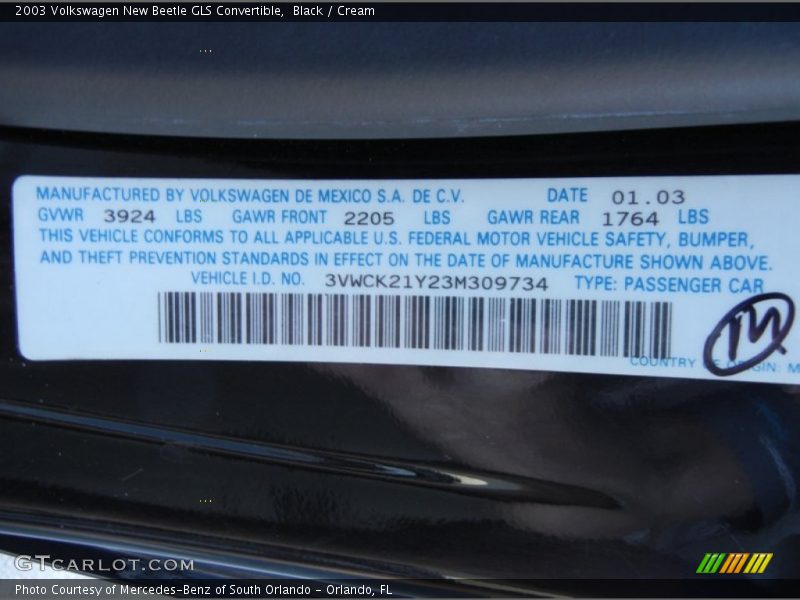 2003 Volkswagen New Beetle GLS Convertible,  Black / Cream
MANUFACTURED BY VOLKSWAGEN DE MEXICO S.A. DE C.V. DATE 01.03
GVWR 3924 LBS GAWR FRONT 2205 LBS GAWR REAR 1764 LBS
THIS VEHICLE CONFORMS TO ALL APPLICABLE U.S. FEDERAL MOTOR VEHICLE SAFETY, BUMPER,
AND THEFT PREVENTION STANDARDS IN EFFECT ON THE DATE OF MANUFACTURE SHOWN ABOVE.
VEHICLE I.D. NO. 3VWCK21Y23M309734 TYPE: PASSENGER CAR
COUNTRY
GTCARLOT.COM
Photo Courtesy of Mercedes-Benz of South Orlando - Orlando, FL